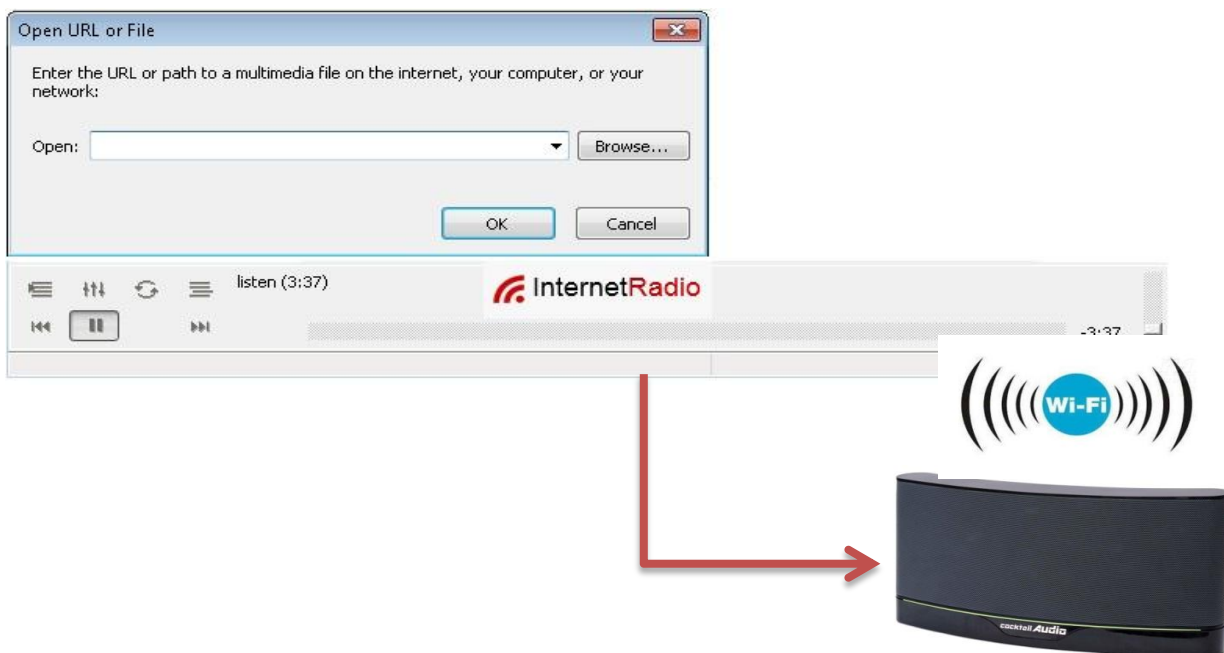 Open URL or File
Enter the URL or path to a multimedia file on the internet, your computer, or your
network:
Open:
Browse...
OK
Cancel
listen (3:37)
InternetRadio
-3:37
Wi-Fi
cocktail Audio